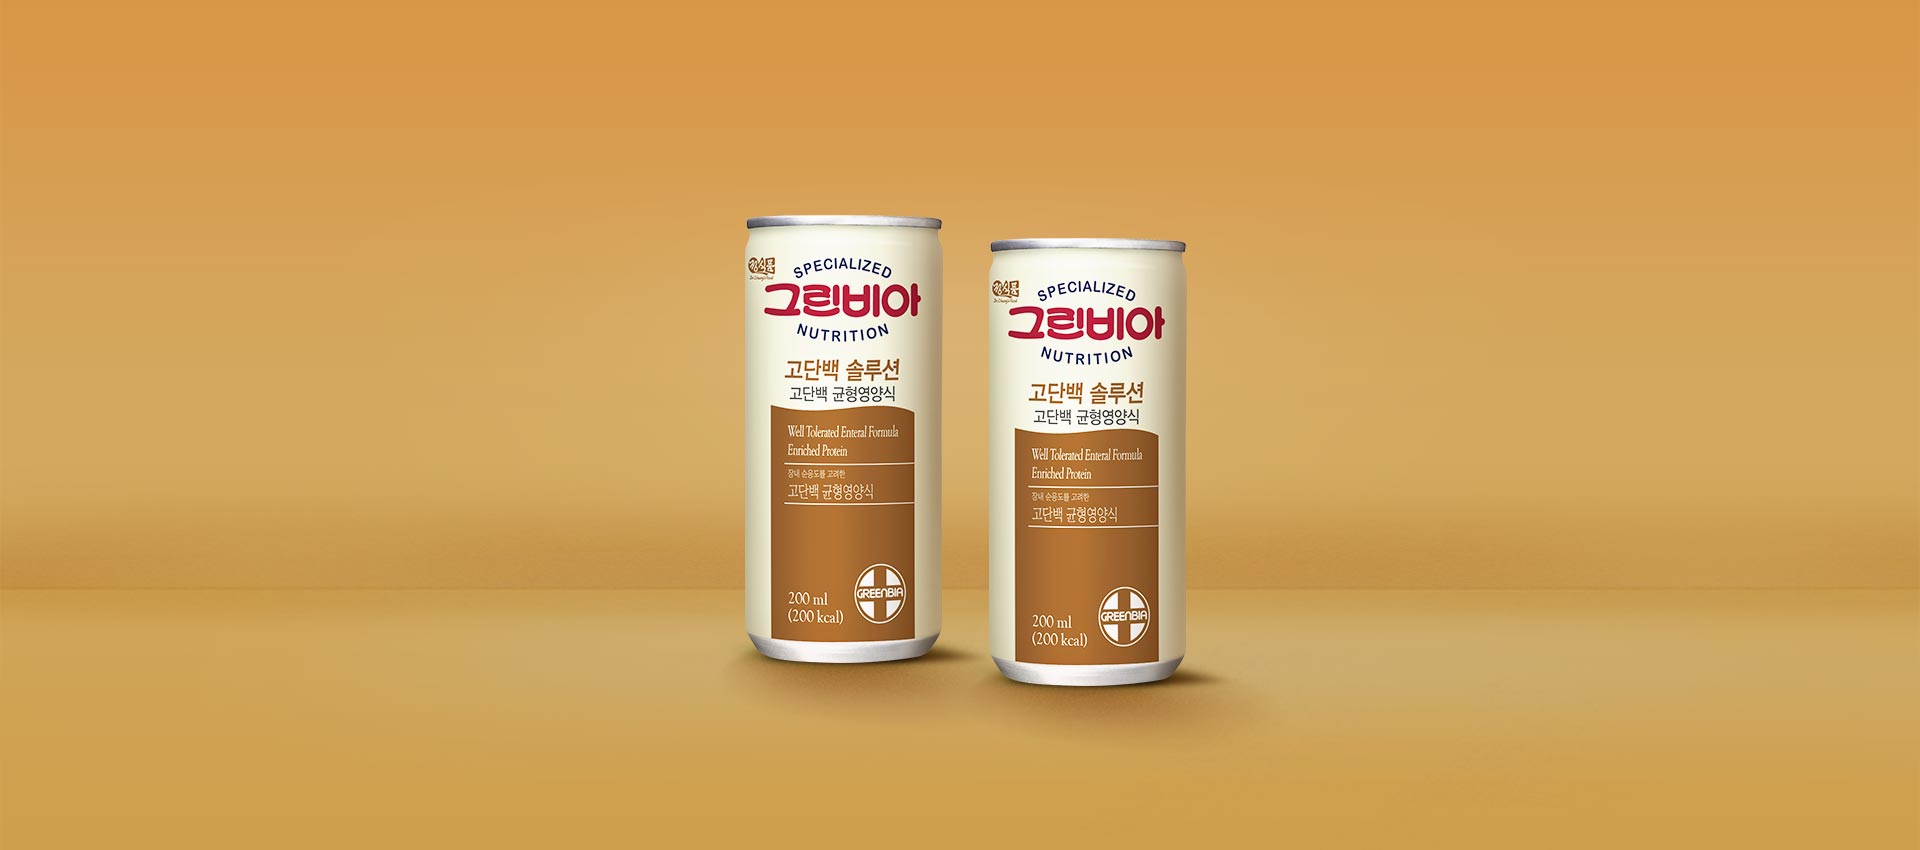 SPECIALIZED
그린비아
NUTRITION
고단백 솔루션
고단백 균형영양식
Well Tolerated Enteral Formula
Enriched Protein
장내 순응도를 고려한
고단백 균형영양식
200 ml
(200 kcal)
GREENBIA
SPECIALIZED
그린비아
NUTRITION
고단백 솔루션
고단백 균형영양식
Well Tolerated Enteral Formula
Enriched Protein
장내 순응도를 고려한
고단백 균형영양식
200 ml
(200 kcal)
GREENBIA